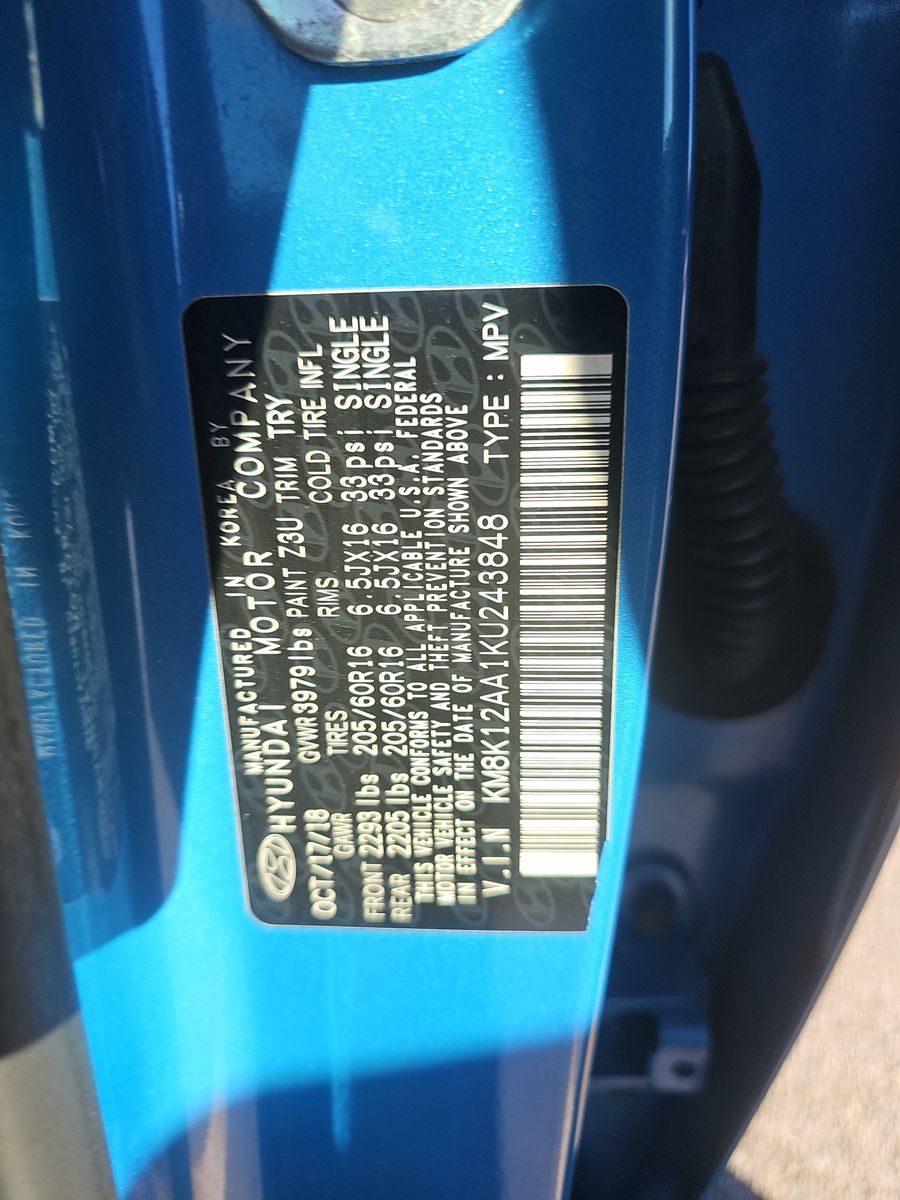 MANUFACTURED IN KOREA BY
HYUNDAI MOTOR COMPANY
OCT/17/18 GVWR3979lbs PAINT Z3U TRIM TRY
GAWR TIRES RIMS COLD TIRE INFL
FRONT 2293 lbs 205/60R16 6.5JX16 33psi SINGLE
REAR 2205 lbs 205/60R16 6.5JX16 33psi SINGLE
THIS VEHICLE CONFORMS TO ALL APPLICABLE U.S.A. FEDERAL
MOTOR VEHICLE SAFETY AND THEFT PREVENTION STANDARDS
IN EFFECT ON THE DATE OF MANUFACTURE SHOWN ABOVE
V.I.N KM8K12AA1KU243848 TYPE : MPV